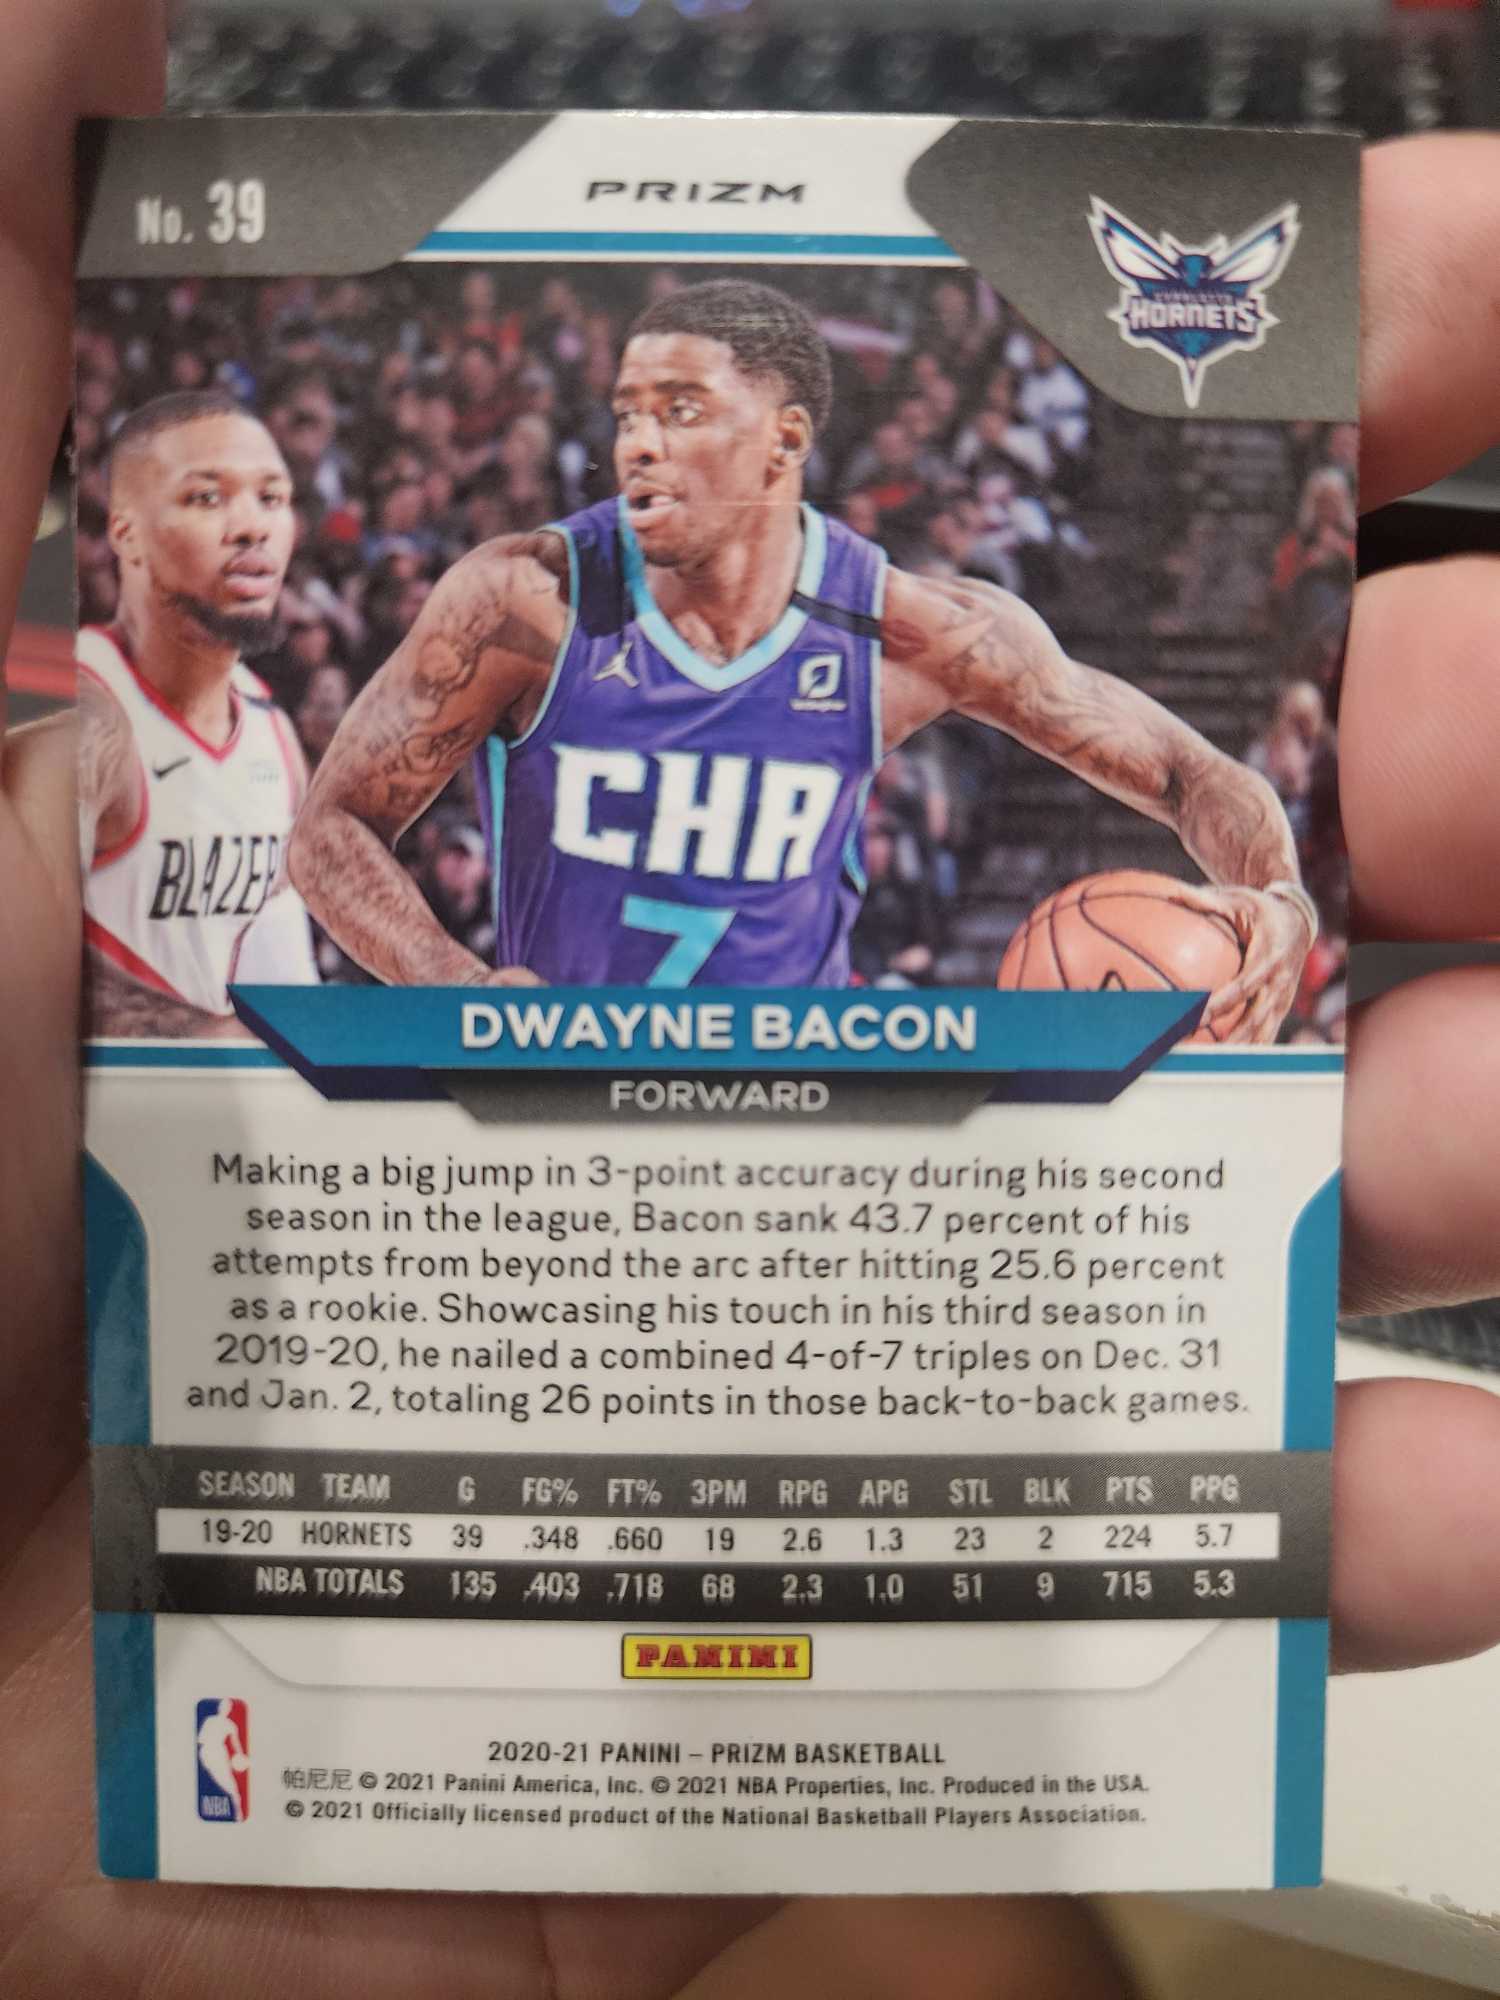 No. 39
PRIZM
CHARLOTTE
HORNETS
BLAZER
CHA
7
DWAYNE BACON
FORWARD
Making a big jump in 3-point accuracy during his second
season in the league, Bacon sank 43.7 percent of his
attempts from beyond the arc after hitting 25.6 percent
as a rookie. Showcasing his touch in his third season in
2019-20, he nailed a combined 4-of-7 triples on Dec. 31
and Jan. 2, totaling 26 points in those back-to-back games.
SEASON TEAM G FG% FT% 3PM RPG APG STL BLK PTS PPG
19-20 HORNETS 39 .348 .660 19 2.6 1.3 23 2 224 5.7
NBA TOTALS 135 .403 .718 68 2.3 1.0 51 9 715 5.3
PANINI
NBA
2020-21 PANINI – PRIZM BASKETBALL
帕尼尼 © 2021 Panini America, Inc. © 2021 NBA Properties, Inc. Produced in the USA.
© 2021 Officially licensed product of the National Basketball Players Association.